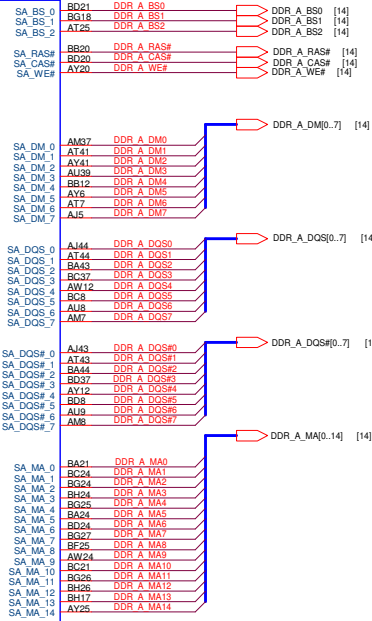 SA_BS_0 BD21 DDR_A_BS0 DDR_A_BS0 [14]
SA_BS_1 BG18 DDR_A_BS1 DDR_A_BS1 [14]
SA_BS_2 AT25 DDR_A_BS2 DDR_A_BS2 [14]
SA_RAS# BB20 DDR_A_RAS# DDR_A_RAS# [14]
SA_CAS# BD20 DDR_A_CAS# DDR_A_CAS# [14]
SA_WE# AY20 DDR_A_WE# DDR_A_WE# [14]
DDR_A_DM[0..7] [14]
SA_DM_0 AM37 DDR_A_DM0
SA_DM_1 AT41 DDR_A_DM1
SA_DM_2 AY41 DDR_A_DM2
SA_DM_3 AU39 DDR_A_DM3
SA_DM_4 BB12 DDR_A_DM4
SA_DM_5 AY6 DDR_A_DM5
SA_DM_6 AT7 DDR_A_DM6
SA_DM_7 AJ5 DDR_A_DM7
DDR_A_DQS[0..7] [14
SA_DQS_0 AJ44 DDR_A_DQS0
SA_DQS_1 AT44 DDR_A_DQS1
SA_DQS_2 BA43 DDR_A_DQS2
SA_DQS_3 BC37 DDR_A_DQS3
SA_DQS_4 AW12 DDR_A_DQS4
SA_DQS_5 BC8 DDR_A_DQS5
SA_DQS_6 AU8 DDR_A_DQS6
SA_DQS_7 AM7 DDR_A_DQS7
DDR_A_DQS#[0..7] [1
SA_DQS#_0 AJ43 DDR_A_DQS#0
SA_DQS#_1 AT43 DDR_A_DQS#1
SA_DQS#_2 BA44 DDR_A_DQS#2
SA_DQS#_3 BD37 DDR_A_DQS#3
SA_DQS#_4 AY12 DDR_A_DQS#4
SA_DQS#_5 BD8 DDR_A_DQS#5
SA_DQS#_6 AU9 DDR_A_DQS#6
SA_DQS#_7 AM8 DDR_A_DQS#7
DDR_A_MA[0..14] [14]
SA_MA_0 BA21 DDR_A_MA0
SA_MA_1 BC24 DDR_A_MA1
SA_MA_2 BG24 DDR_A_MA2
SA_MA_3 BH24 DDR_A_MA3
SA_MA_4 BG25 DDR_A_MA4
SA_MA_5 BA24 DDR_A_MA5
SA_MA_6 BD24 DDR_A_MA6
SA_MA_7 BG27 DDR_A_MA7
SA_MA_8 BF25 DDR_A_MA8
SA_MA_9 AW24 DDR_A_MA9
SA_MA_10 BC21 DDR_A_MA10
SA_MA_11 BG26 DDR_A_MA11
SA_MA_12 BH26 DDR_A_MA12
SA_MA_13 BH17 DDR_A_MA13
SA_MA_14 AY25 DDR_A_MA14